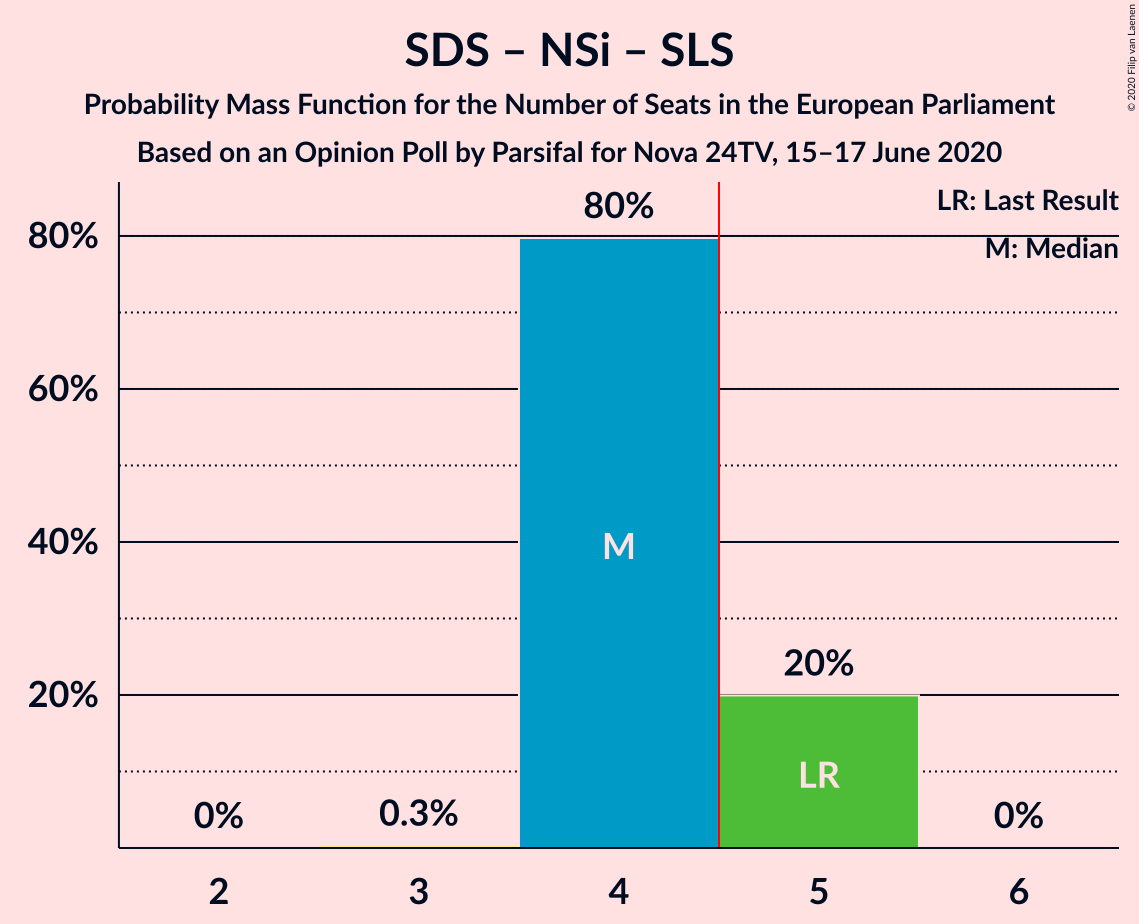 SDS – NSi – SLS
Probability Mass Function for the Number of Seats in the European Parliament
Based on an Opinion Poll by Parsifal for Nova 24TV, 15–17 June 2020
© 2020 Filip van Laenen
LR: Last Result
M: Median
80%
60%
40%
20%
0%
0.3%
80%
20%
0%
M
LR
2
3
4
5
6